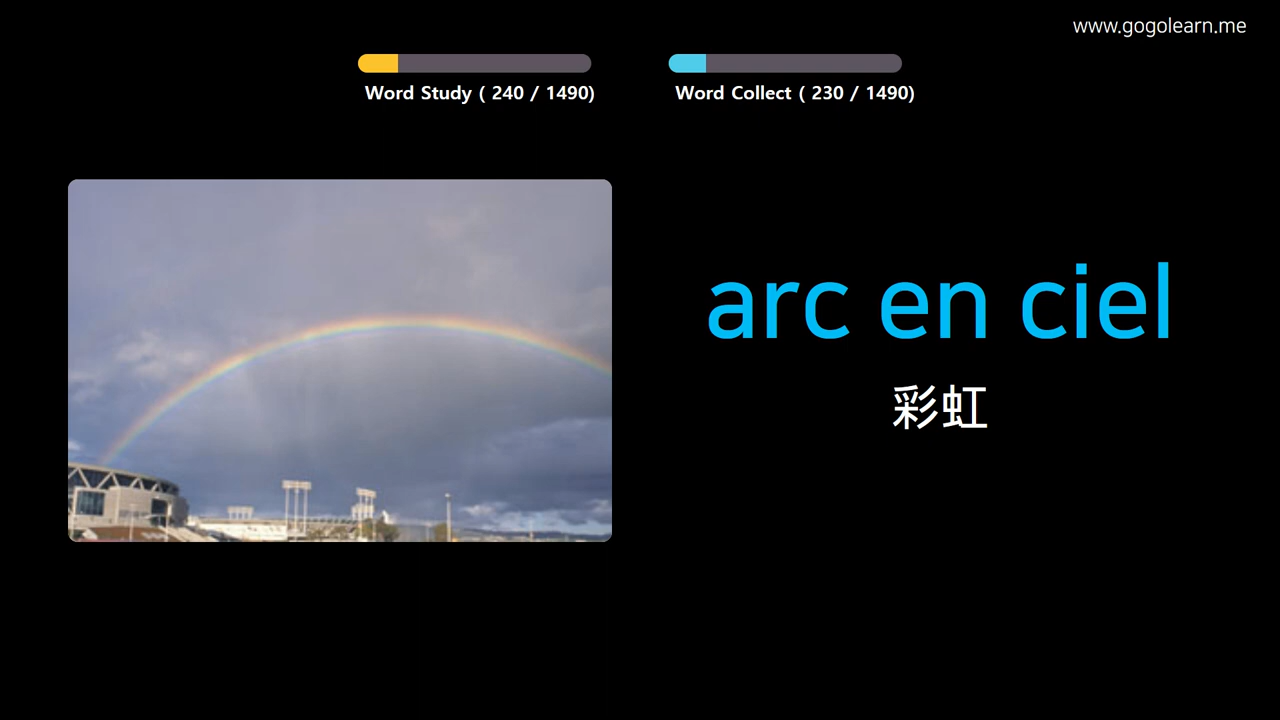 www.gogolearn.me
Word Study ( 240 / 1490)
Word Collect ( 230 / 1490)
arc en ciel
彩虹